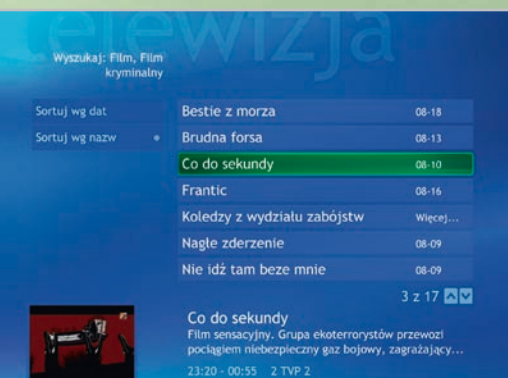 telewizja
Wyszukaj: Film, Film
kryminalny
Sortuj wg dat
Sortuj wg nazw
Bestie z morza 08-18
Brudna forsa 08-13
Co do sekundy 08-10
Frantic 08-16
Koledzy z wydziału zabójstw Więcej...
Nagłe zderzenie 08-09
Nie idź tam beze mnie 08-09
3 z 17
Co do sekundy
Film sensacyjny. Grupa ekoterrorystów przewozi
pociągiem niebezpieczny gaz bojowy, zagrażający...
23:20 - 00:55 2 TVP 2